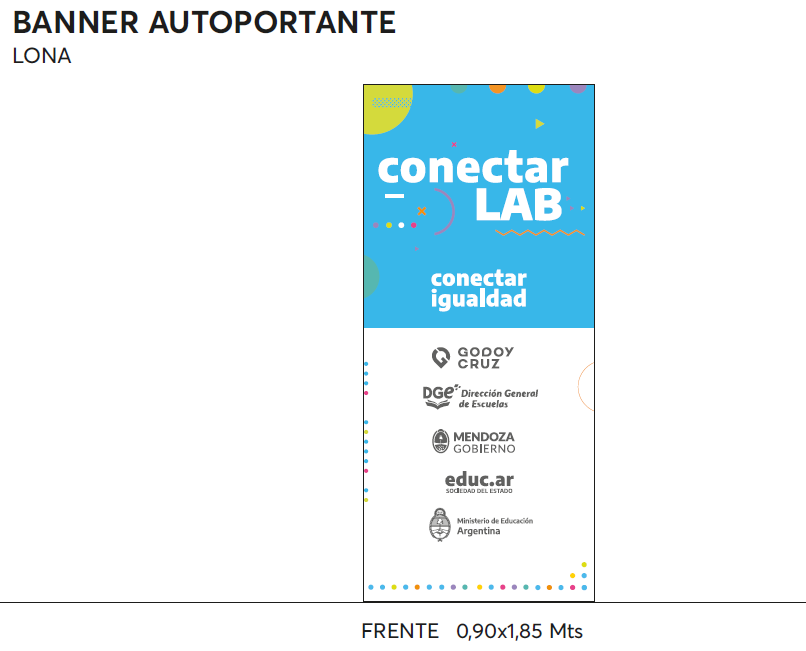 BANNER AUTOPORTANTE
LONA
conectar
LAB
conectar
igualdad
GODOY
CRUZ
DGE Dirección General
de Escuelas
MENDOZA
GOBIERNO
educ.ar
SOCIEDAD DEL ESTADO
Ministerio de Educación
Argentina
FRENTE 0,90x1,85 Mts